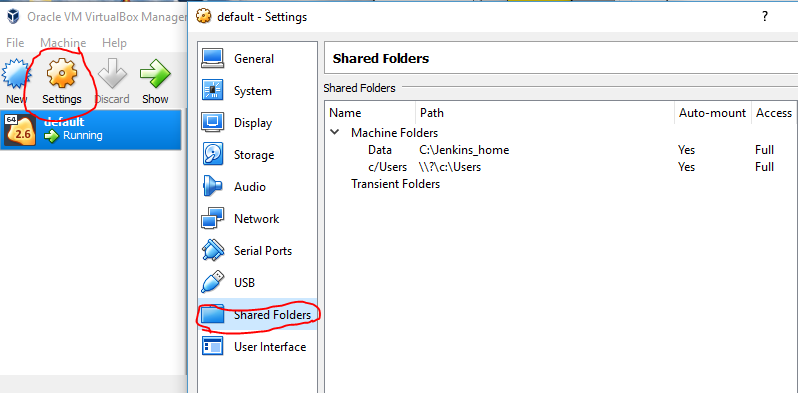 Oracle VM VirtualBox Manager
File Machine Help
New Settings Discard Show
64
2.6
default
Running
default - Settings ?
General
System
Display
Storage
Audio
Network
Serial Ports
USB
Shared Folders
User Interface
Shared Folders
Shared Folders
Name Path Auto-mount Access
Machine Folders
Data C:\Jenkins_home Yes Full
c/Users \\?\c:\Users Yes Full
Transient Folders